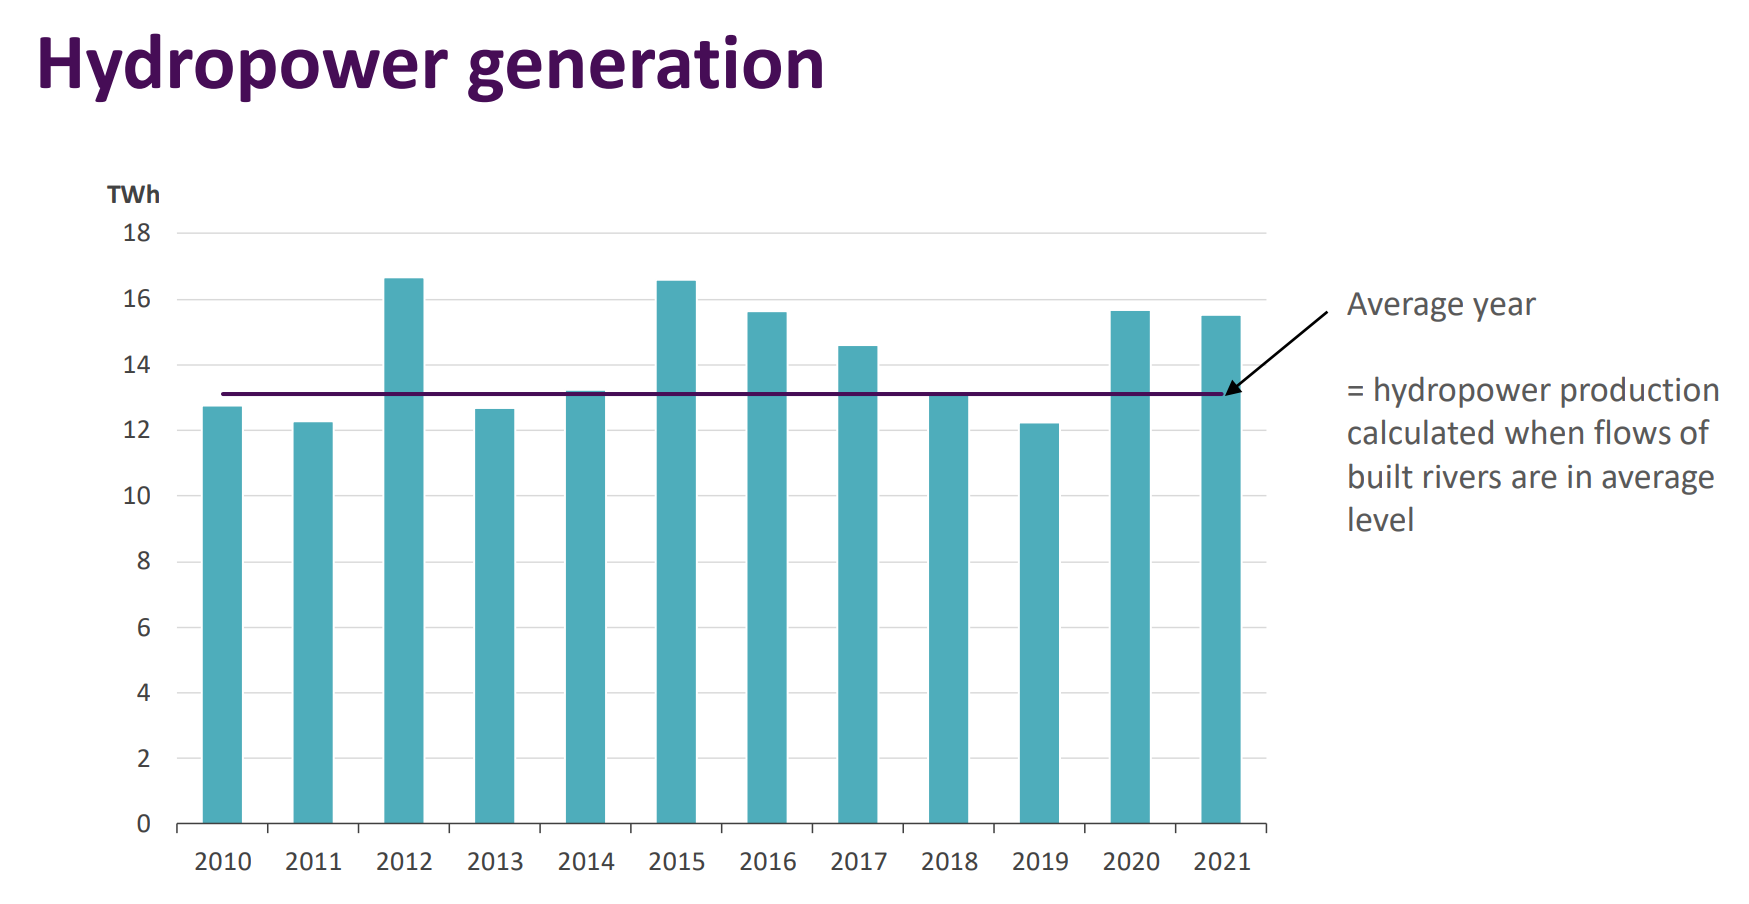 Hydropower generation
TWh
18
16
14
12
10
8
6
4
2
0
2010 2011 2012 2013 2014 2015 2016 2017 2018 2019 2020 2021
Average year
= hydropower production
calculated when flows of
built rivers are in average
level